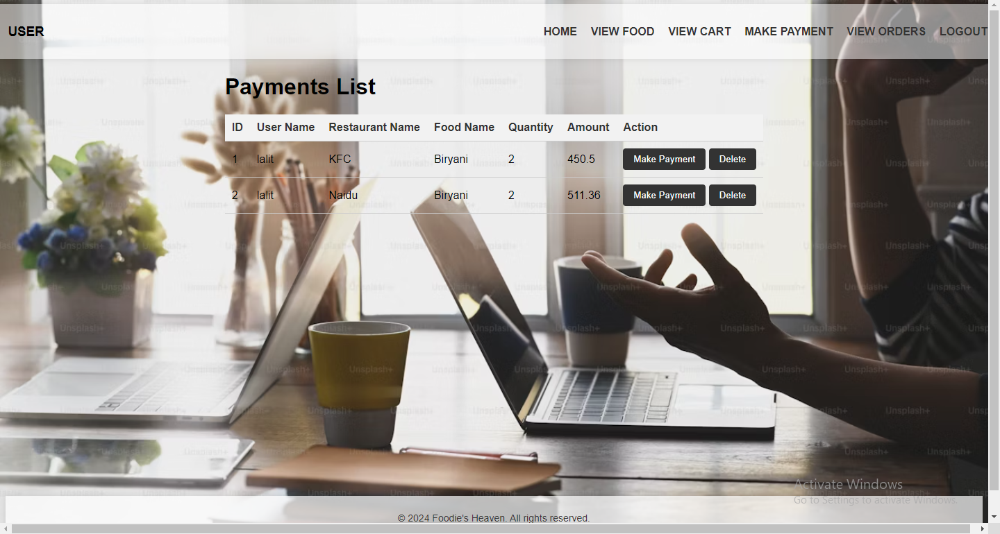 USER HOME VIEW FOOD VIEW CART MAKE PAYMENT VIEW ORDERS LOGOUT
Payments List
ID User Name Restaurant Name Food Name Quantity Amount Action
1 lalit KFC Biryani 2 450.5 Make Payment Delete
2 lalit Naidu Biryani 2 511.36 Make Payment Delete
Activate Windows
Go to Settings to activate Windows.
© 2024 Foodie's Heaven. All rights reserved.